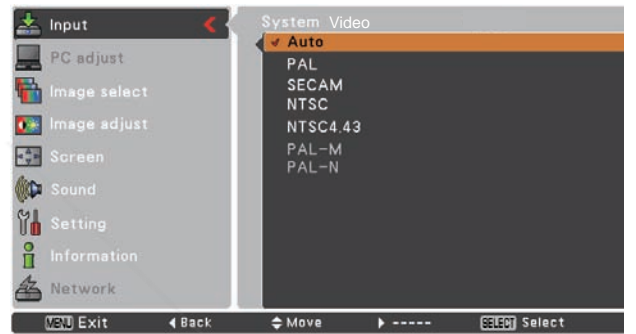 Input
PC adjust
Image select
Image adjust
Screen
Sound
Setting
Information
Network
System Video
Auto
PAL
SECAM
NTSC
NTSC4.43
PAL-M
PAL-N
MENU Exit
Back
Move
-----
SELECT Select